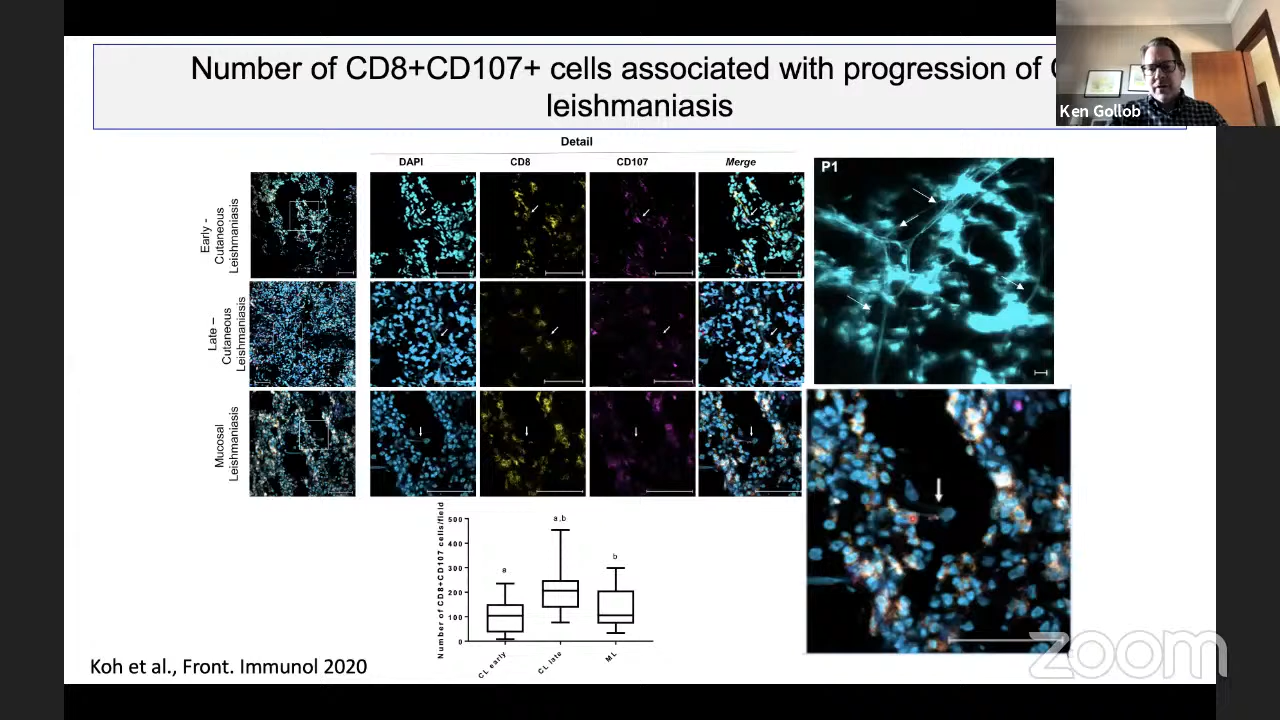 Number of CD8+CD107+ cells associated with progression of
leishmaniasis
Ken Gollob
Detail
DAPI
CD8
CD107
Merge
P1
Early -
Cutaneous
Leishmaniasis
Late –
Cutaneous
Leishmaniasis
Mucosal
Leishmaniasis
Number of CD8+CD107 cells/field
500
400
300
200
100
0
a
a,b
b
CL early
CL late
ML
Koh et al., Front. Immunol 2020
zoom